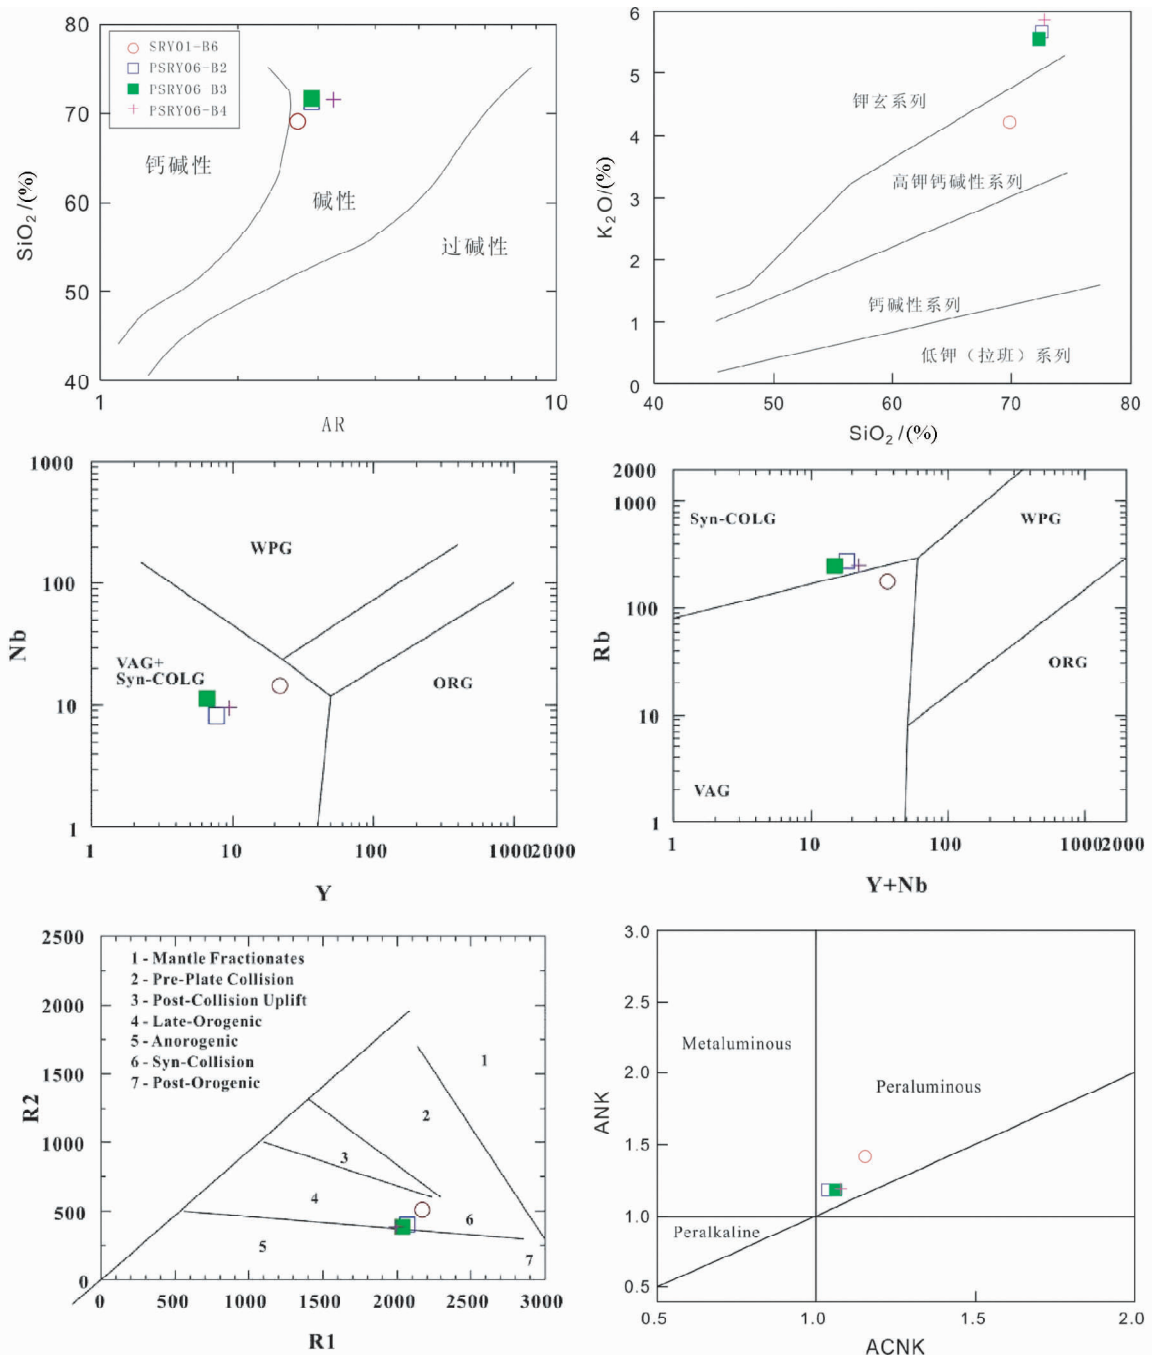 80
70
60
50
40
SiO₂/(%)
SRY01-B6
PSRY06-B2
PSRY06 B3
PSRY06-B4
钙碱性
碱性
过碱性
1
10
AR
6
5
4
3
2
1
0
K₂O/(%)
钾玄系列
高钾钙碱性系列
钙碱性系列
低钾（拉班）系列
40
50
60
70
80
SiO₂/(%)
1000
100
10
1
Nb
WPG
VAG+
Syn-COLG
ORG
1
10
100
1000
2000
Y
2000
1000
100
10
1
Rb
Syn-COLG
WPG
ORG
VAG
1
10
100
1000
2000
Y+Nb
2500
2000
1500
1000
500
0
R2
1 - Mantle Fractionates
2 - Pre-Plate Collision
3 - Post-Collision Uplift
4 - Late-Orogenic
5 - Anorogenic
6 - Syn-Collision
7 - Post-Orogenic
1
2
3
4
5
6
7
0
500
1000
1500
2000
2500
3000
R1
3.0
2.5
2.0
1.5
1.0
0.5
ANK
Metaluminous
Peraluminous
Peralkaline
0.5
1.0
1.5
2.0
ACNK